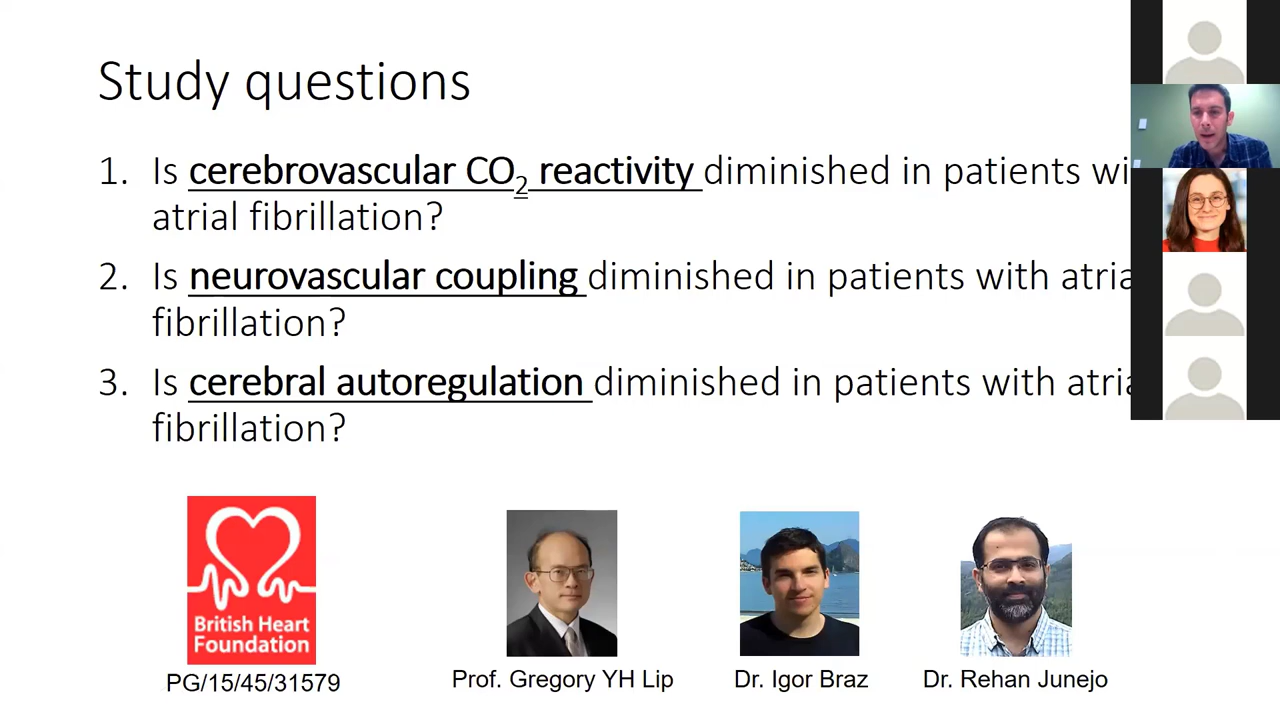 Study questions
1. Is cerebrovascular CO₂ reactivity diminished in patients wi
atrial fibrillation?
2. Is neurovascular coupling diminished in patients with atria
fibrillation?
3. Is cerebral autoregulation diminished in patients with atria
fibrillation?
British Heart
Foundation
PG/15/45/31579
Prof. Gregory YH Lip
Dr. Igor Braz
Dr. Rehan Junejo